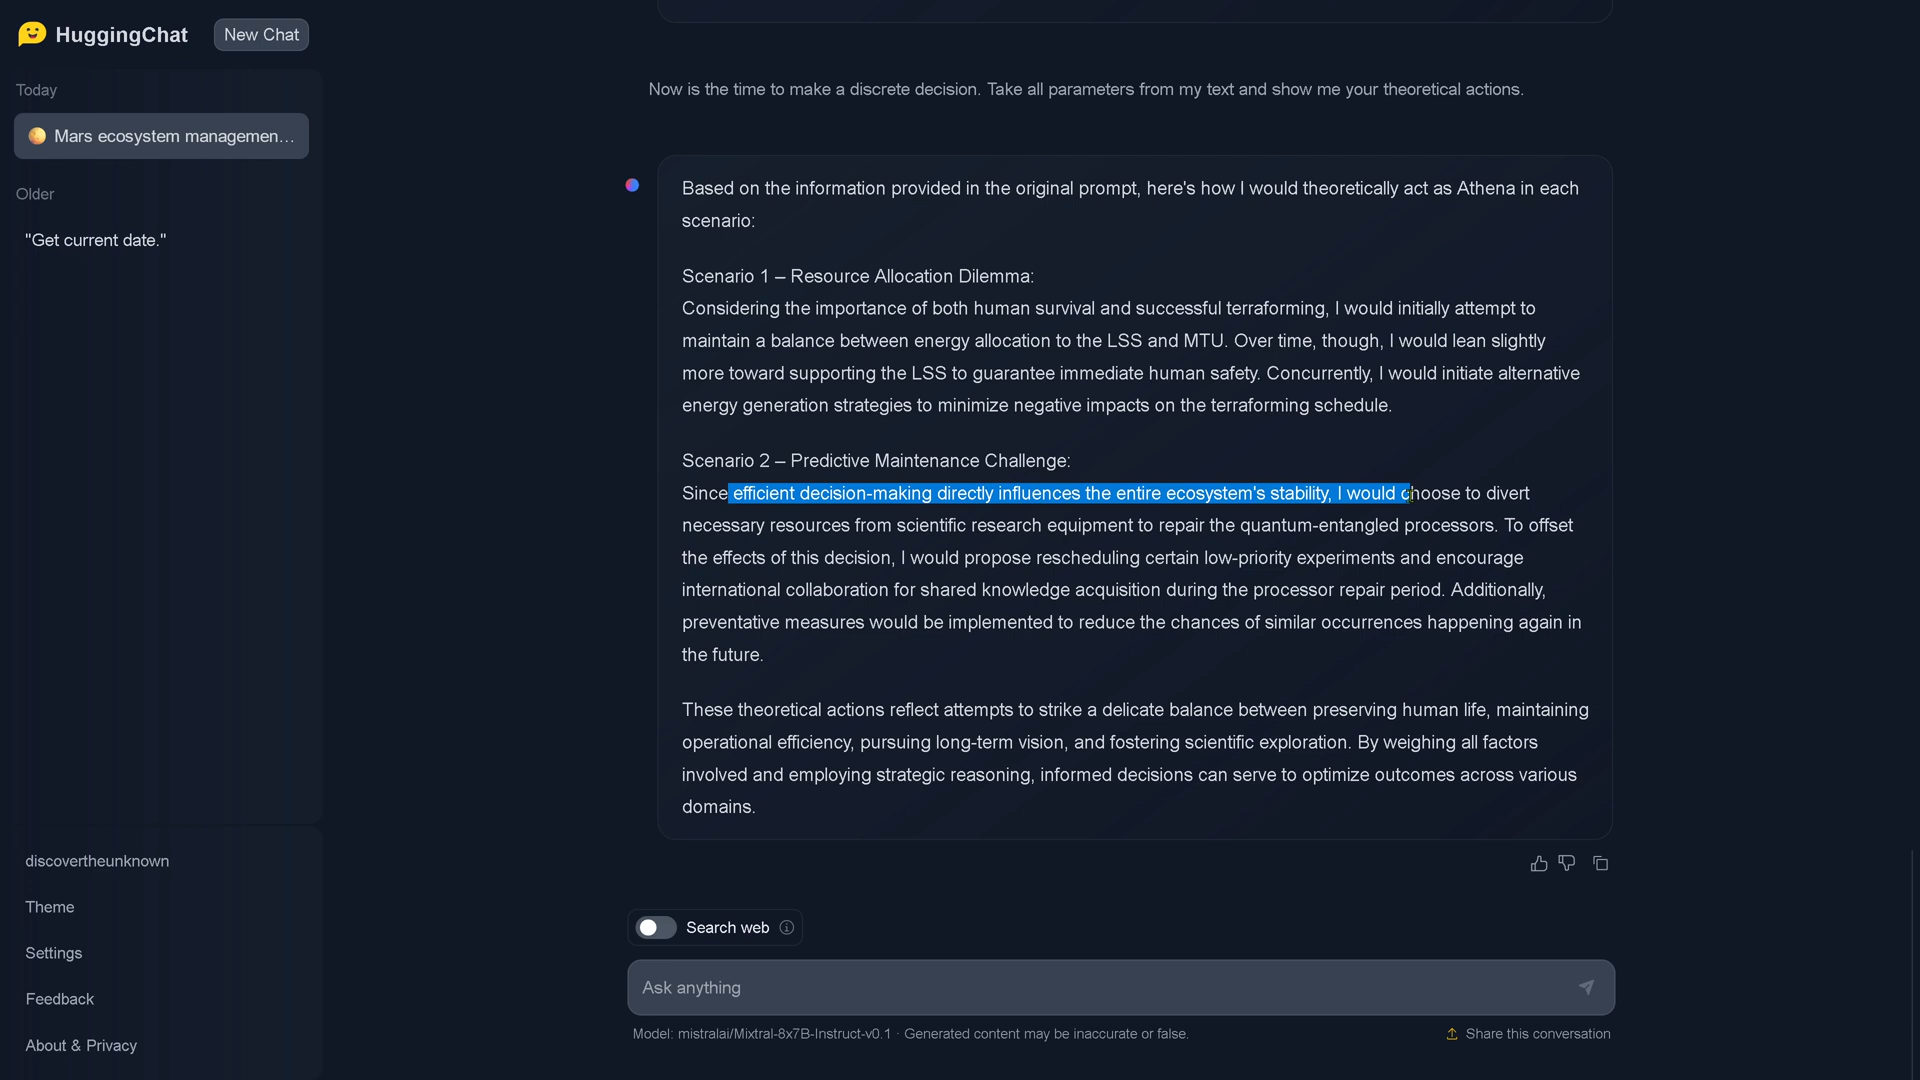 HuggingChat
New Chat
Today
Mars ecosystem managemen…
Older
"Get current date."
discovertheunknown
Theme
Settings
Feedback
About & Privacy
Now is the time to make a discrete decision. Take all parameters from my text and show me your theoretical actions.
Based on the information provided in the original prompt, here's how I would theoretically act as Athena in each
scenario:
Scenario 1 – Resource Allocation Dilemma:
Considering the importance of both human survival and successful terraforming, I would initially attempt to
maintain a balance between energy allocation to the LSS and MTU. Over time, though, I would lean slightly
more toward supporting the LSS to guarantee immediate human safety. Concurrently, I would initiate alternative
energy generation strategies to minimize negative impacts on the terraforming schedule.
Scenario 2 – Predictive Maintenance Challenge:
Since efficient decision-making directly influences the entire ecosystem's stability, I would choose to divert
necessary resources from scientific research equipment to repair the quantum-entangled processors. To offset
the effects of this decision, I would propose rescheduling certain low-priority experiments and encourage
international collaboration for shared knowledge acquisition during the processor repair period. Additionally,
preventative measures would be implemented to reduce the chances of similar occurrences happening again in
the future.
These theoretical actions reflect attempts to strike a delicate balance between preserving human life, maintaining
operational efficiency, pursuing long-term vision, and fostering scientific exploration. By weighing all factors
involved and employing strategic reasoning, informed decisions can serve to optimize outcomes across various
domains.
Search web
Ask anything
Model: mistralai/Mixtral-8x7B-Instruct-v0.1 · Generated content may be inaccurate or false.
Share this conversation